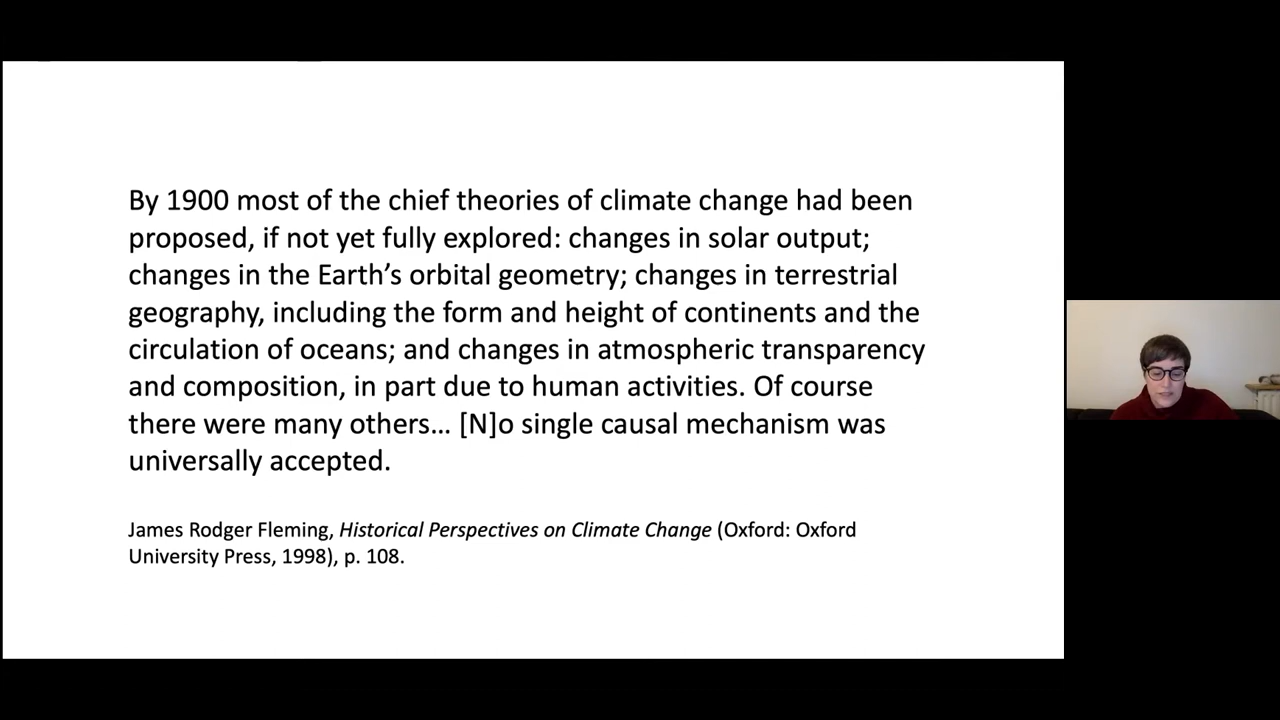 By 1900 most of the chief theories of climate change had been
proposed, if not yet fully explored: changes in solar output;
changes in the Earth’s orbital geometry; changes in terrestrial
geography, including the form and height of continents and the
circulation of oceans; and changes in atmospheric transparency
and composition, in part due to human activities. Of course
there were many others… [N]o single causal mechanism was
universally accepted.
James Rodger Fleming, Historical Perspectives on Climate Change (Oxford: Oxford
University Press, 1998), p. 108.